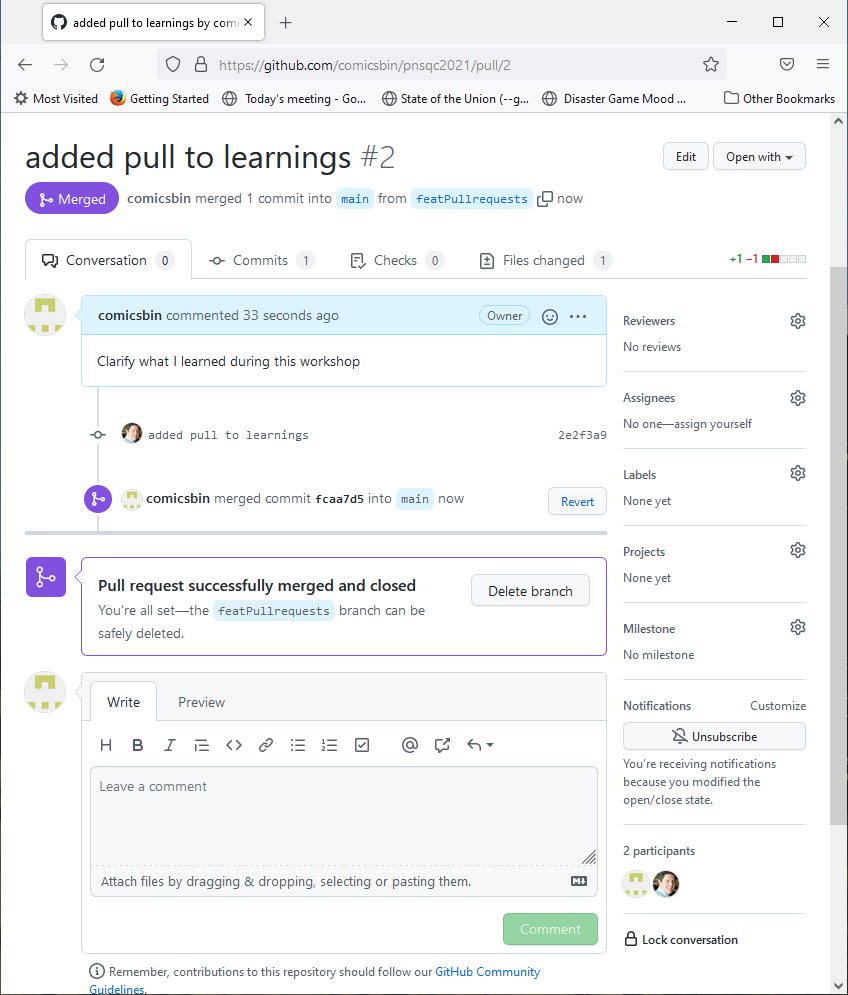 added pull to learnings by comi
https://github.com/comicsbin/pnsqc2021/pull/2
Most Visited Getting Started Today's meeting - Go... State of the Union (--g... Disaster Game Mood ... Other Bookmarks
added pull to learnings #2
Edit Open with
Merged comicsbin merged 1 commit into main from featPullrequests now
Conversation 0 Commits 1 Checks 0 Files changed 1 +1 −1
comicsbin commented 33 seconds ago Owner
Clarify what I learned during this workshop
added pull to learnings 2e2f3a9
comicsbin merged commit fcaa7d5 into main now Revert
Pull request successfully merged and closed
You're all set—the featPullrequests branch can be
safely deleted.
Delete branch
Write Preview
H B I
Leave a comment
Attach files by dragging & dropping, selecting or pasting them.
Comment
Remember, contributions to this repository should follow our GitHub Community
Guidelines.
Reviewers
No reviews
Assignees
No one—assign yourself
Labels
None yet
Projects
None yet
Milestone
No milestone
Notifications Customize
Unsubscribe
You're receiving notifications
because you modified the
open/close state.
2 participants
Lock conversation